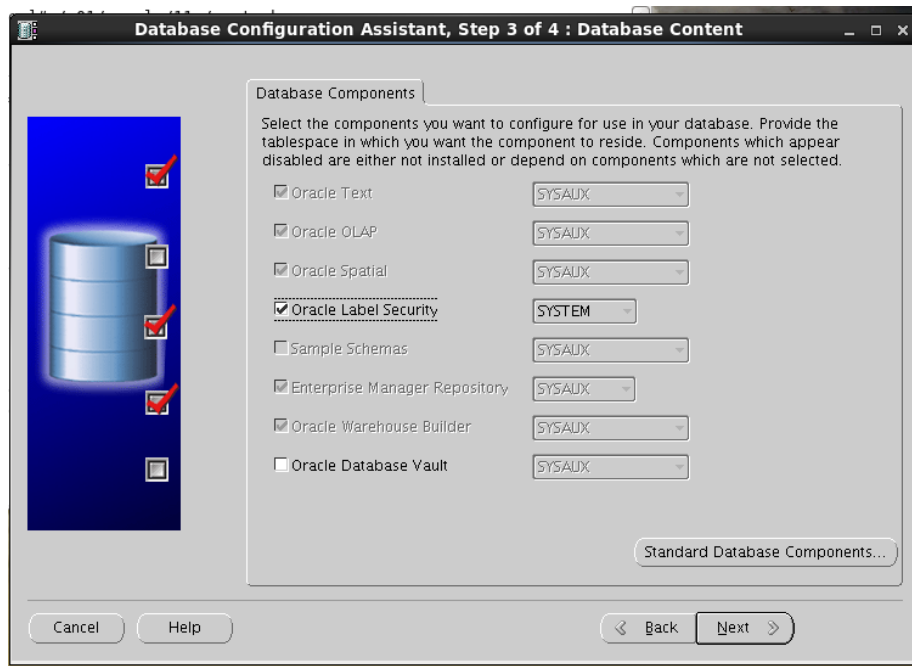 Database Configuration Assistant, Step 3 of 4 : Database Content
Database Components
Select the components you want to configure for use in your database. Provide the
tablespace in which you want the component to reside. Components which appear
disabled are either not installed or depend on components which are not selected.
Oracle Text SYSAUX
Oracle OLAP SYSAUX
Oracle Spatial SYSAUX
Oracle Label Security SYSTEM
Sample Schemas SYSAUX
Enterprise Manager Repository SYSAUX
Oracle Warehouse Builder SYSAUX
Oracle Database Vault SYSAUX
Standard Database Components...
Cancel Help Back Next